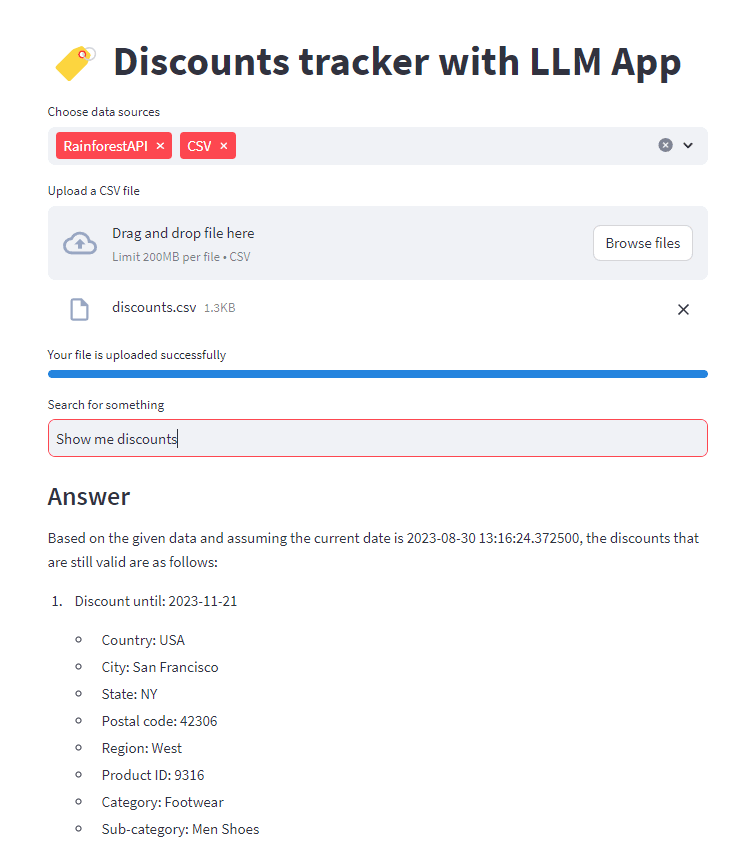 Discounts tracker with LLM App
Choose data sources
RainforestAPI × CSV ×
Upload a CSV file
Drag and drop file here
Limit 200MB per file • CSV
Browse files
discounts.csv 1.3KB
Your file is uploaded successfully
Search for something
Show me discounts
Answer
Based on the given data and assuming the current date is 2023-08-30 13:16:24.372500, the discounts that
are still valid are as follows:
1. Discount until: 2023-11-21
Country: USA
City: San Francisco
State: NY
Postal code: 42306
Region: West
Product ID: 9316
Category: Footwear
Sub-category: Men Shoes